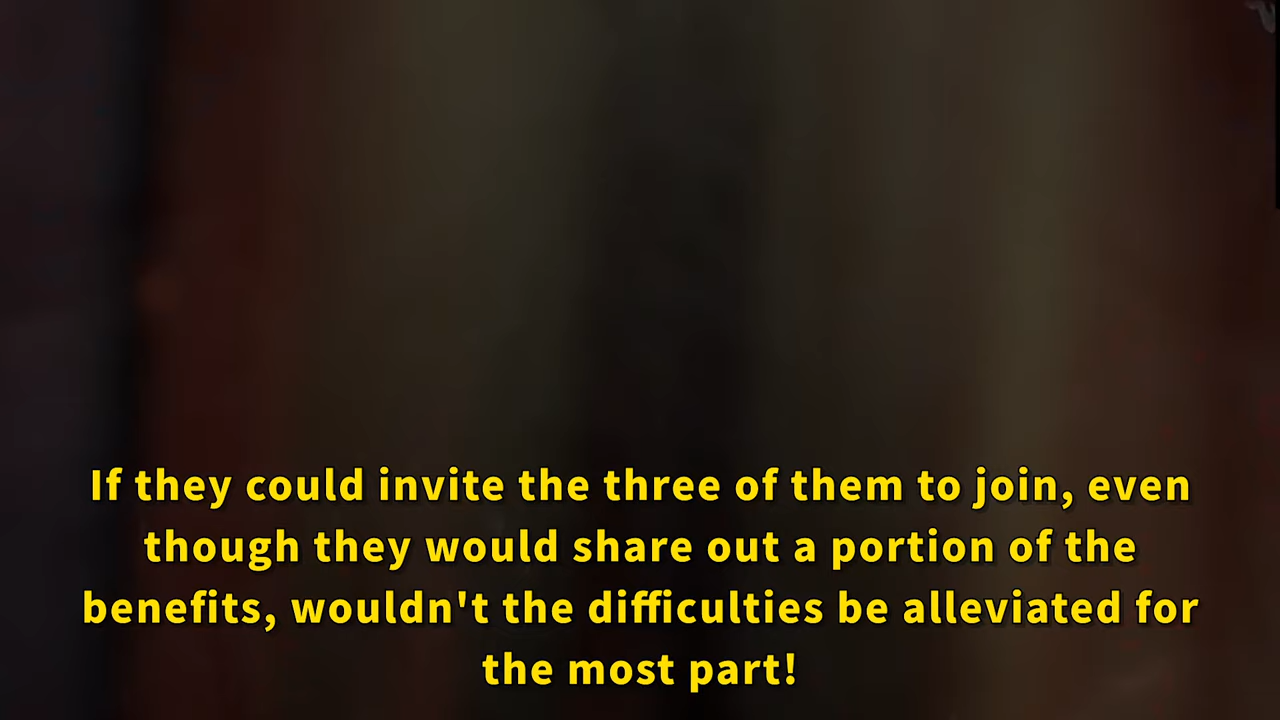 If they could invite the three of them to join, even
though they would share out a portion of the
benefits, wouldn't the difficulties be alleviated for
the most part!